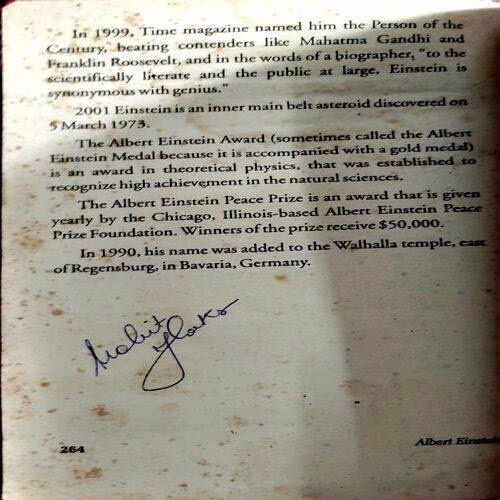 In 1999, Time magazine named him the Person of the
Century, beating contenders like Mahatma Gandhi and
Franklin Roosevelt, and in the words of a biographer, "to the
scientifically literate and the public at large, Einstein is
synonymous with genius."
2001 Einstein is an inner main belt asteroid discovered on
5 March 1973.
The Albert Einstein Award (sometimes called the Albert
Einstein Medal because it is accompanied with a gold medal)
is an award in theoretical physics, that was established to
recognize high achievement in the natural sciences.
The Albert Einstein Peace Prize is an award that is given
yearly by the Chicago, Illinois-based Albert Einstein Peace
Prize Foundation. Winners of the prize receive $50,000.
In 1990, his name was added to the Walhalla temple, east
of Regensburg, in Bavaria, Germany.
264
Albert Einstein